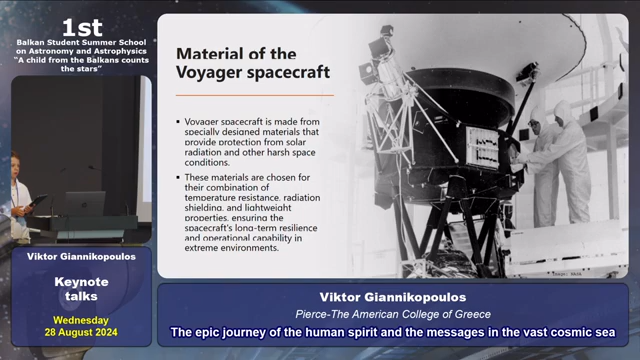 1st
Balkan Student Summer School
on Astronomy and Astrophysics
"A child from the Balkans counts
the stars"
Material of the
Voyager spacecraft
▪ Voyager spacecraft is made from
specially designed materials that
provide protection from solar
radiation and other harsh space
conditions.
▪ These materials are chosen for
their combination of
temperature resistance, radiation
shielding, and lightweight
properties, ensuring the
spacecraft's long-term resilience
and operational capability in
extreme environments.
Image: NASA
Viktor Giannikopoulos
Keynote
talks
Wednesday
28 August 2024
Viktor Giannikopoulos
Pierce-The American College of Greece
The epic journey of the human spirit and the messages in the vast cosmic sea